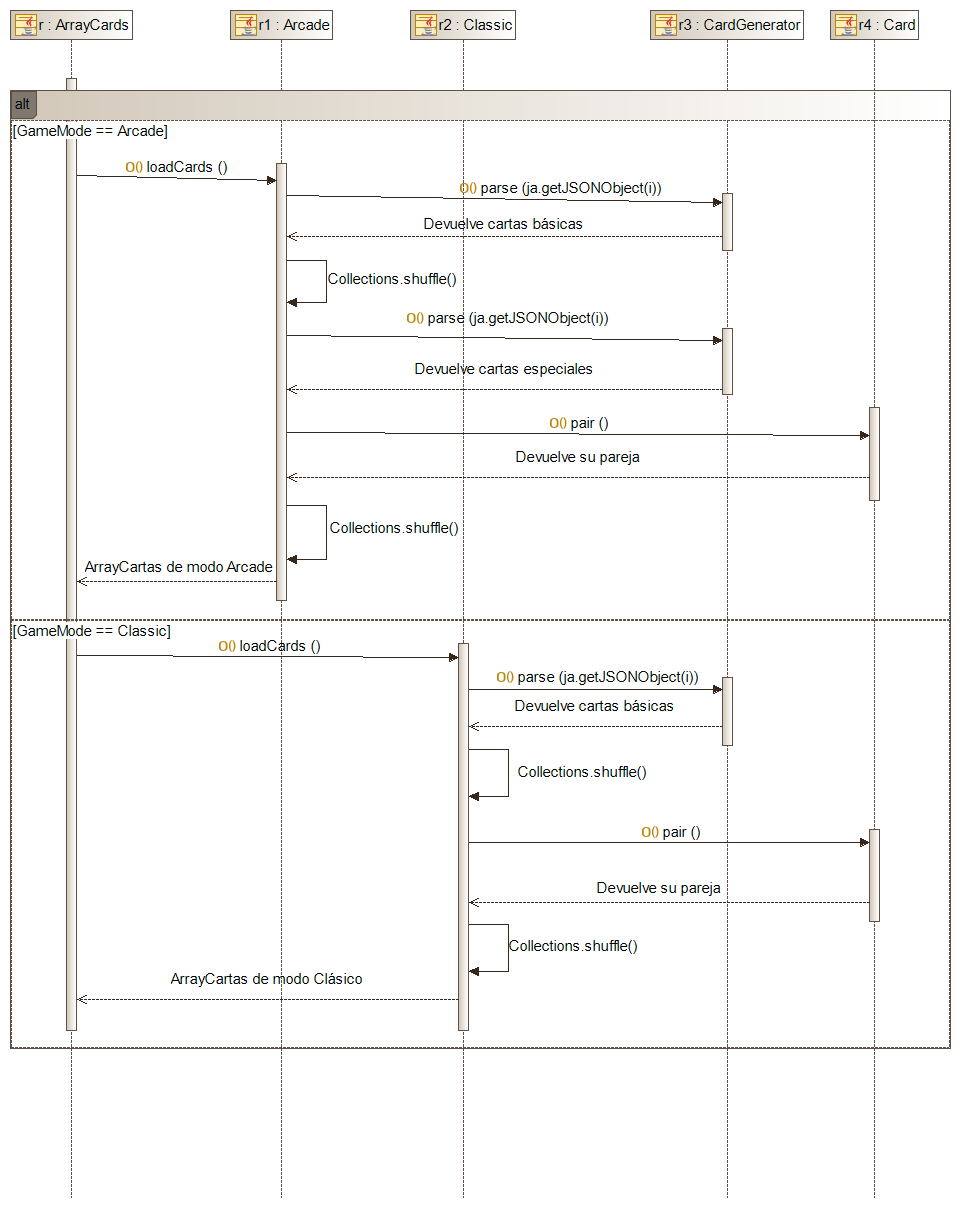 r : ArrayCards
r1 : Arcade
r2 : Classic
r3 : CardGenerator
r4 : Card
alt
[GameMode == Arcade]
O() loadCards ()
O() parse (ja.getJSONObject(i))
Devuelve cartas básicas
Collections.shuffle()
O() parse (ja.getJSONObject(i))
Devuelve cartas especiales
O() pair ()
Devuelve su pareja
Collections.shuffle()
ArrayCartas de modo Arcade
[GameMode == Classic]
O() loadCards ()
O() parse (ja.getJSONObject(i))
Devuelve cartas básicas
Collections.shuffle()
O() pair ()
Devuelve su pareja
Collections.shuffle()
ArrayCartas de modo Clásico